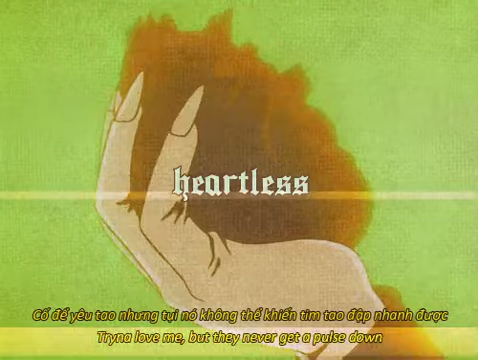 heartless
Cố để yêu tao nhưng tụi nó không thể khiến tim tao đập nhanh được
Tryna love me, but they never get a pulse down